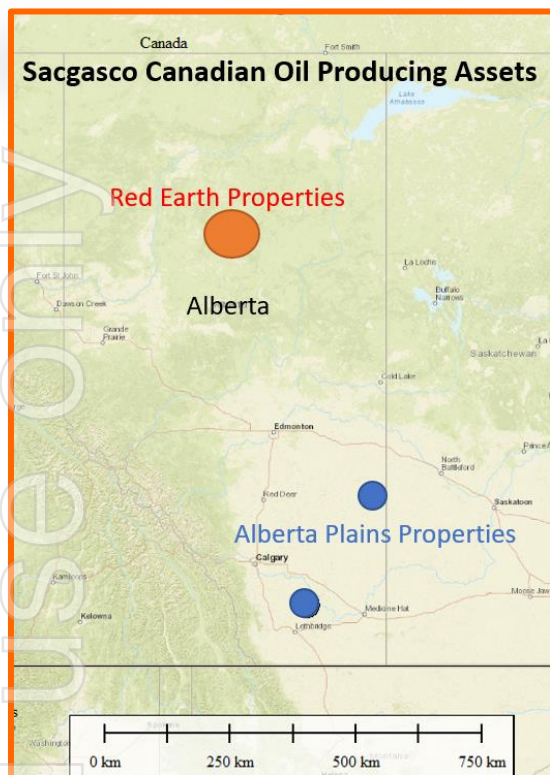 Canada
Fort Smith
Sacgasco Canadian Oil Producing Assets
Lake
Athabasca
Red Earth Properties
Fort St John
La Loche
Dawson Creek
Buffalo
Narrows
Alberta
Grande
Prairie
La
Saskatchewan
Cold Lake
Edmonton
North
Battleford
Prince A
Red Deer
Saskatoon
Alberta Plains Properties
Calgary
Kamloops
Moose Jaw
Kelowna
Medicine Hat
Lethbridge
Spokane
Washington
Montana
0 km 250 km 500 km 750 km
use only